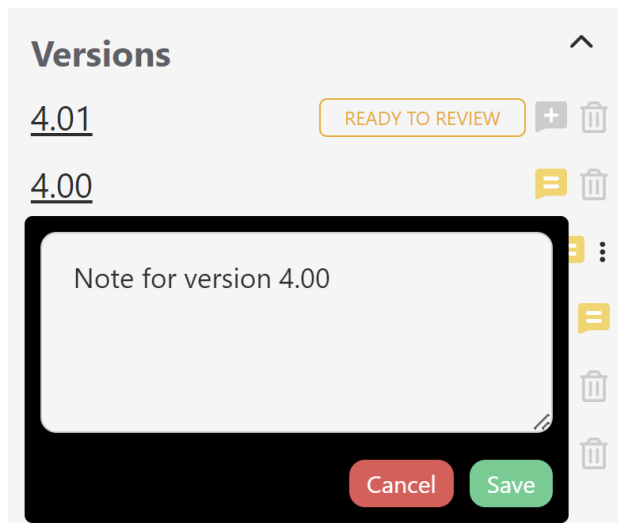 Versions
4.01 READY TO REVIEW
4.00
Note for version 4.00
Cancel Save